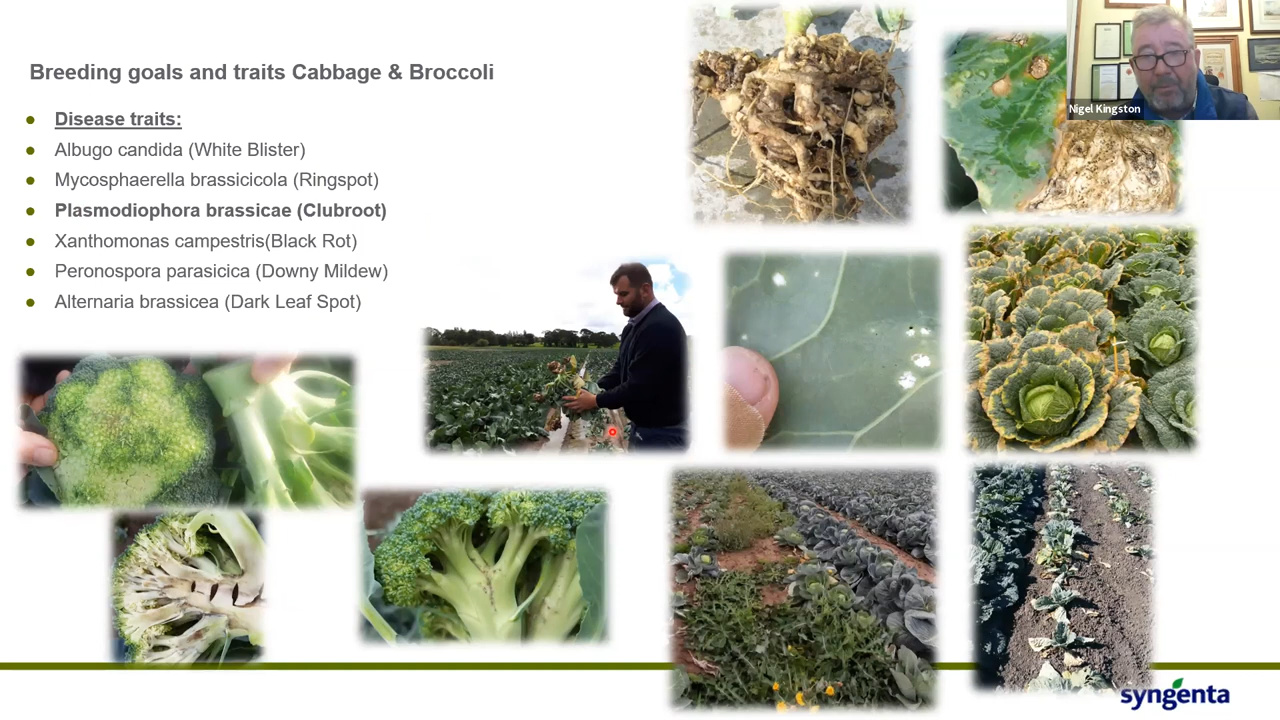 Breeding goals and traits Cabbage & Broccoli
Disease traits:
Albugo candida (White Blister)
Mycosphaerella brassicicola (Ringspot)
Plasmodiophora brassicae (Clubroot)
Xanthomonas campestris(Black Rot)
Peronospora parasicica (Downy Mildew)
Alternaria brassicea (Dark Leaf Spot)
Nigel Kingston
syngenta